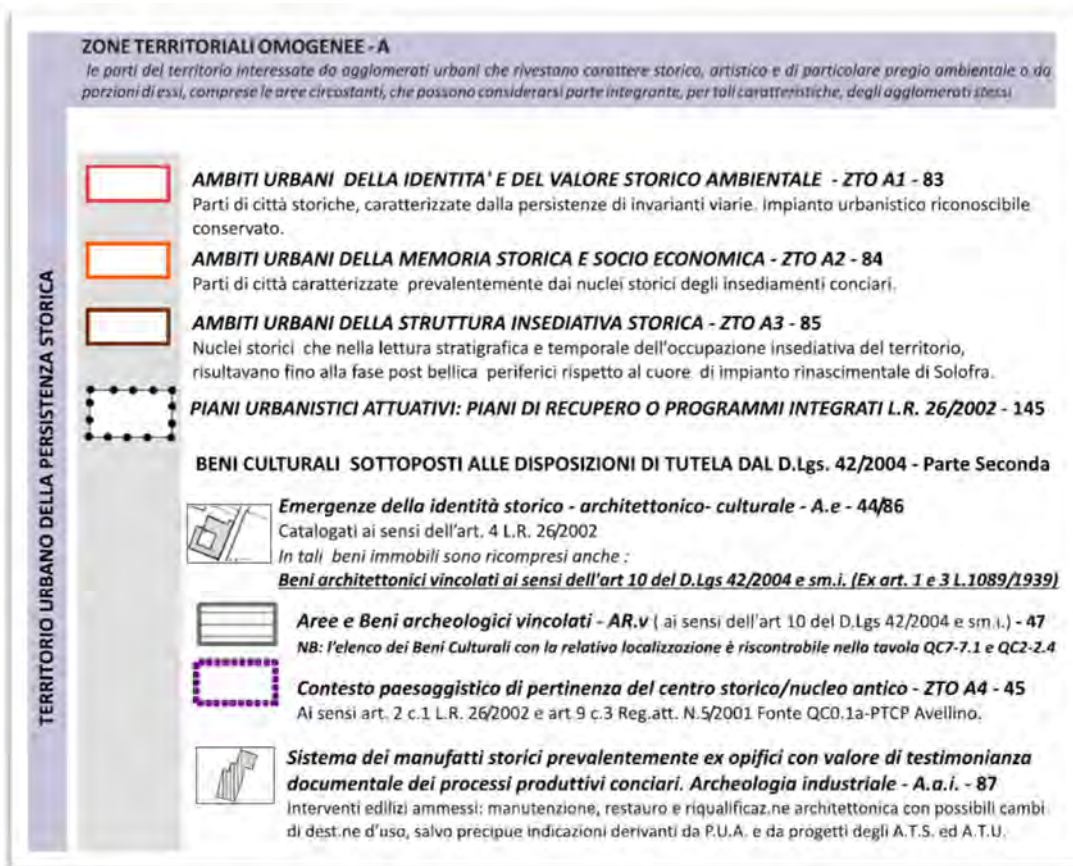 ZONE TERRITORIALI OMOGENEE - A
le parti del territorio interessate da agglomerati urbani che rivestano carattere storico, artistico e di particolare pregio ambientale o da
porzioni di essi, comprese le aree circostanti, che possono considerarsi parte integrante, per tali caratteristiche, degli agglomerati stessi
TERRITORIO URBANO DELLA PERSISTENZA STORICA
AMBITI URBANI DELLA IDENTITA' E DEL VALORE STORICO AMBIENTALE - ZTO A1 - 83
Parti di città storiche, caratterizzate dalla persistenze di invarianti viarie. Impianto urbanistico riconoscibile
conservato.
AMBITI URBANI DELLA MEMORIA STORICA E SOCIO ECONOMICA - ZTO A2 - 84
Parti di città caratterizzate prevalentemente dai nuclei storici degli insediamenti conciari.
AMBITI URBANI DELLA STRUTTURA INSEDIATIVA STORICA - ZTO A3 - 85
Nuclei storici che nella lettura stratigrafica e temporale dell'occupazione insediativa del territorio,
risultavano fino alla fase post bellica periferici rispetto al cuore di impianto rinascimentale di Solofra.
PIANI URBANISTICI ATTUATIVI: PIANI DI RECUPERO O PROGRAMMI INTEGRATI L.R. 26/2002 - 145
BENI CULTURALI SOTTOPOSTI ALLE DISPOSIZIONI DI TUTELA DAL D.Lgs. 42/2004 - Parte Seconda
Emergenze della identità storico - architettonico- culturale - A.e - 44/86
Catalogati ai sensi dell'art. 4 L.R. 26/2002
In tali beni immobili sono ricompresi anche :
Beni architettonici vincolati ai sensi dell'art 10 del D.Lgs 42/2004 e sm.i. (Ex art. 1 e 3 L.1089/1939)
Aree e Beni archeologici vincolati - AR.v ( ai sensi dell'art 10 del D.Lgs 42/2004 e sm.i.) - 47
NB: l'elenco dei Beni Culturali con la relativa localizzazione è riscontrabile nella tavola QC7-7.1 e QC2-2.4
Contesto paesaggistico di pertinenza del centro storico/nucleo antico - ZTO A4 - 45
Ai sensi art. 2 c.1 L.R. 26/2002 e art 9 c.3 Reg.att. N.5/2001 Fonte QC0.1a-PTCP Avellino.
Sistema dei manufatti storici prevalentemente ex opifici con valore di testimonianza
documentale dei processi produttivi conciari. Archeologia industriale - A.a.i. - 87
Interventi edilizi ammessi: manutenzione, restauro e riqualificaz.ne architettonica con possibili cambi
di dest.ne d'uso, salvo precipue indicazioni derivanti da P.U.A. e da progetti degli A.T.S. ed A.T.U.